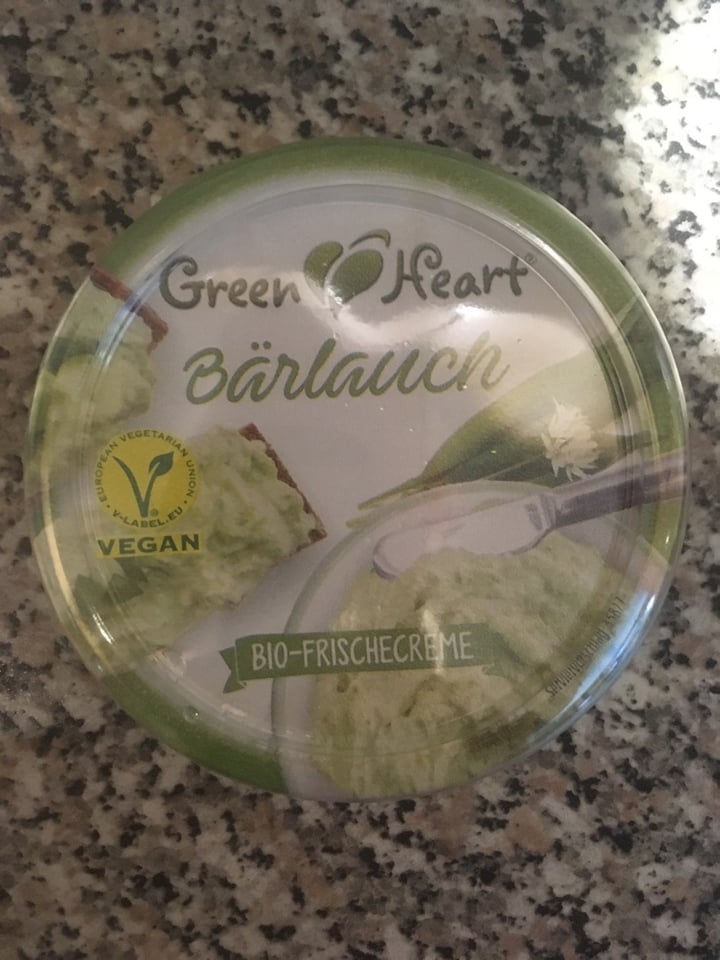 Green Heart®
Bärlauch
EUROPEAN VEGETARIAN UNION
• V-LABEL.EU •
VEGAN
BIO-FRISCHECREME